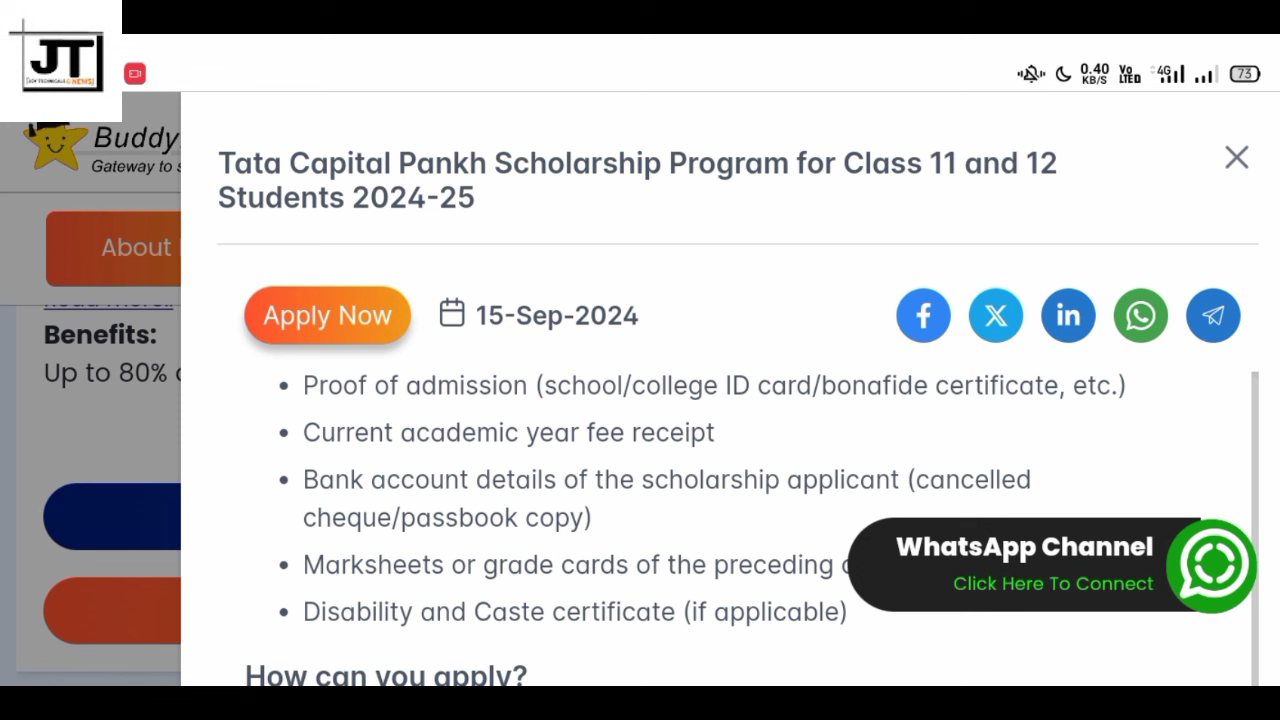 JT
0.40
KB/S
Vo
LTED
4G
73
Buddy
Gateway to s
Tata Capital Pankh Scholarship Program for Class 11 and 12
Students 2024-25
About
Apply Now
15-Sep-2024
Benefits:
Up to 80%
Proof of admission (school/college ID card/bonafide certificate, etc.)
Current academic year fee receipt
Bank account details of the scholarship applicant (cancelled
cheque/passbook copy)
Marksheets or grade cards of the preceding
Disability and Caste certificate (if applicable)
WhatsApp Channel
Click Here To Connect
How can you apply?